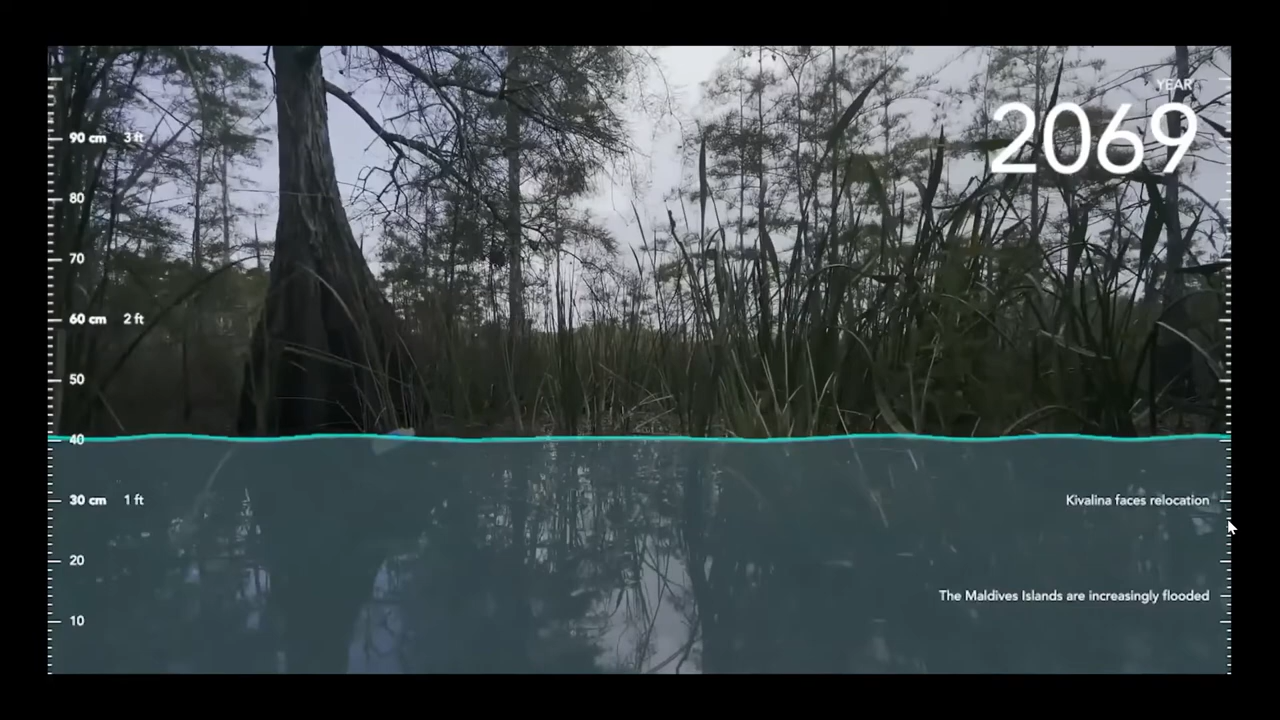 YEAR
2069
90 cm 3 ft
80
70
60 cm 2 ft
50
40
30 cm 1 ft
Kivalina faces relocation
20
The Maldives Islands are increasingly flooded
10